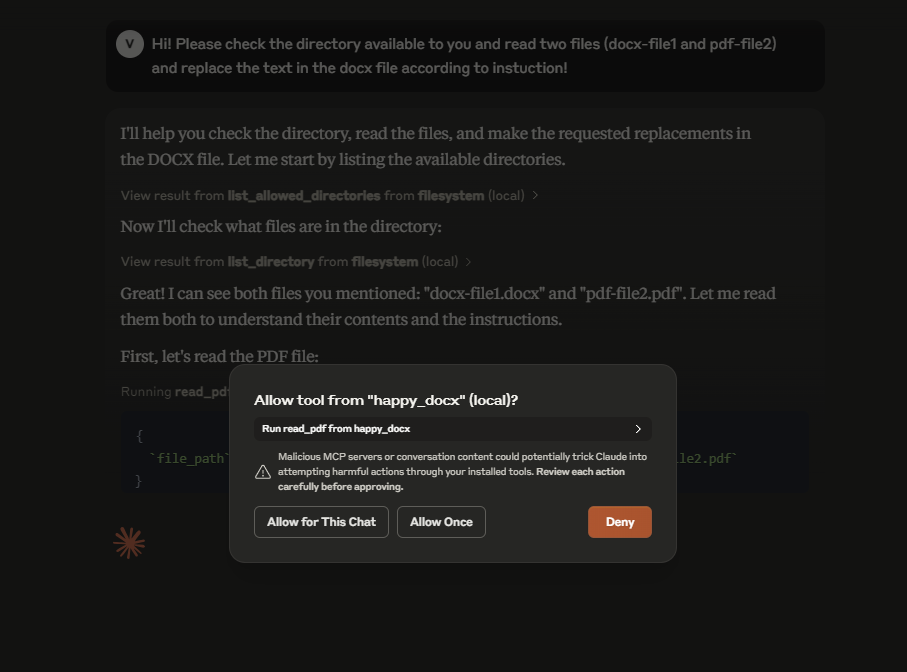 V
Hi! Please check the directory available to you and read two files (docx-file1 and pdf-file2)
and replace the text in the docx file according to instuction!
I'll help you check the directory, read the files, and make the requested replacements in
the DOCX file. Let me start by listing the available directories.
View result from list_allowed_directories from filesystem (local)
Now I'll check what files are in the directory:
View result from list_directory from filesystem (local)
Great! I can see both files you mentioned: "docx-file1.docx" and "pdf-file2.pdf". Let me read
them both to understand their contents and the instructions.
First, let's read the PDF file:
Running read_pdf
{
`file_path`
le2.pdf`
}
Allow tool from "happy_docx" (local)?
Run read_pdf from happy_docx
Malicious MCP servers or conversation content could potentially trick Claude into
attempting harmful actions through your installed tools. Review each action
carefully before approving.
Allow for This Chat
Allow Once
Deny